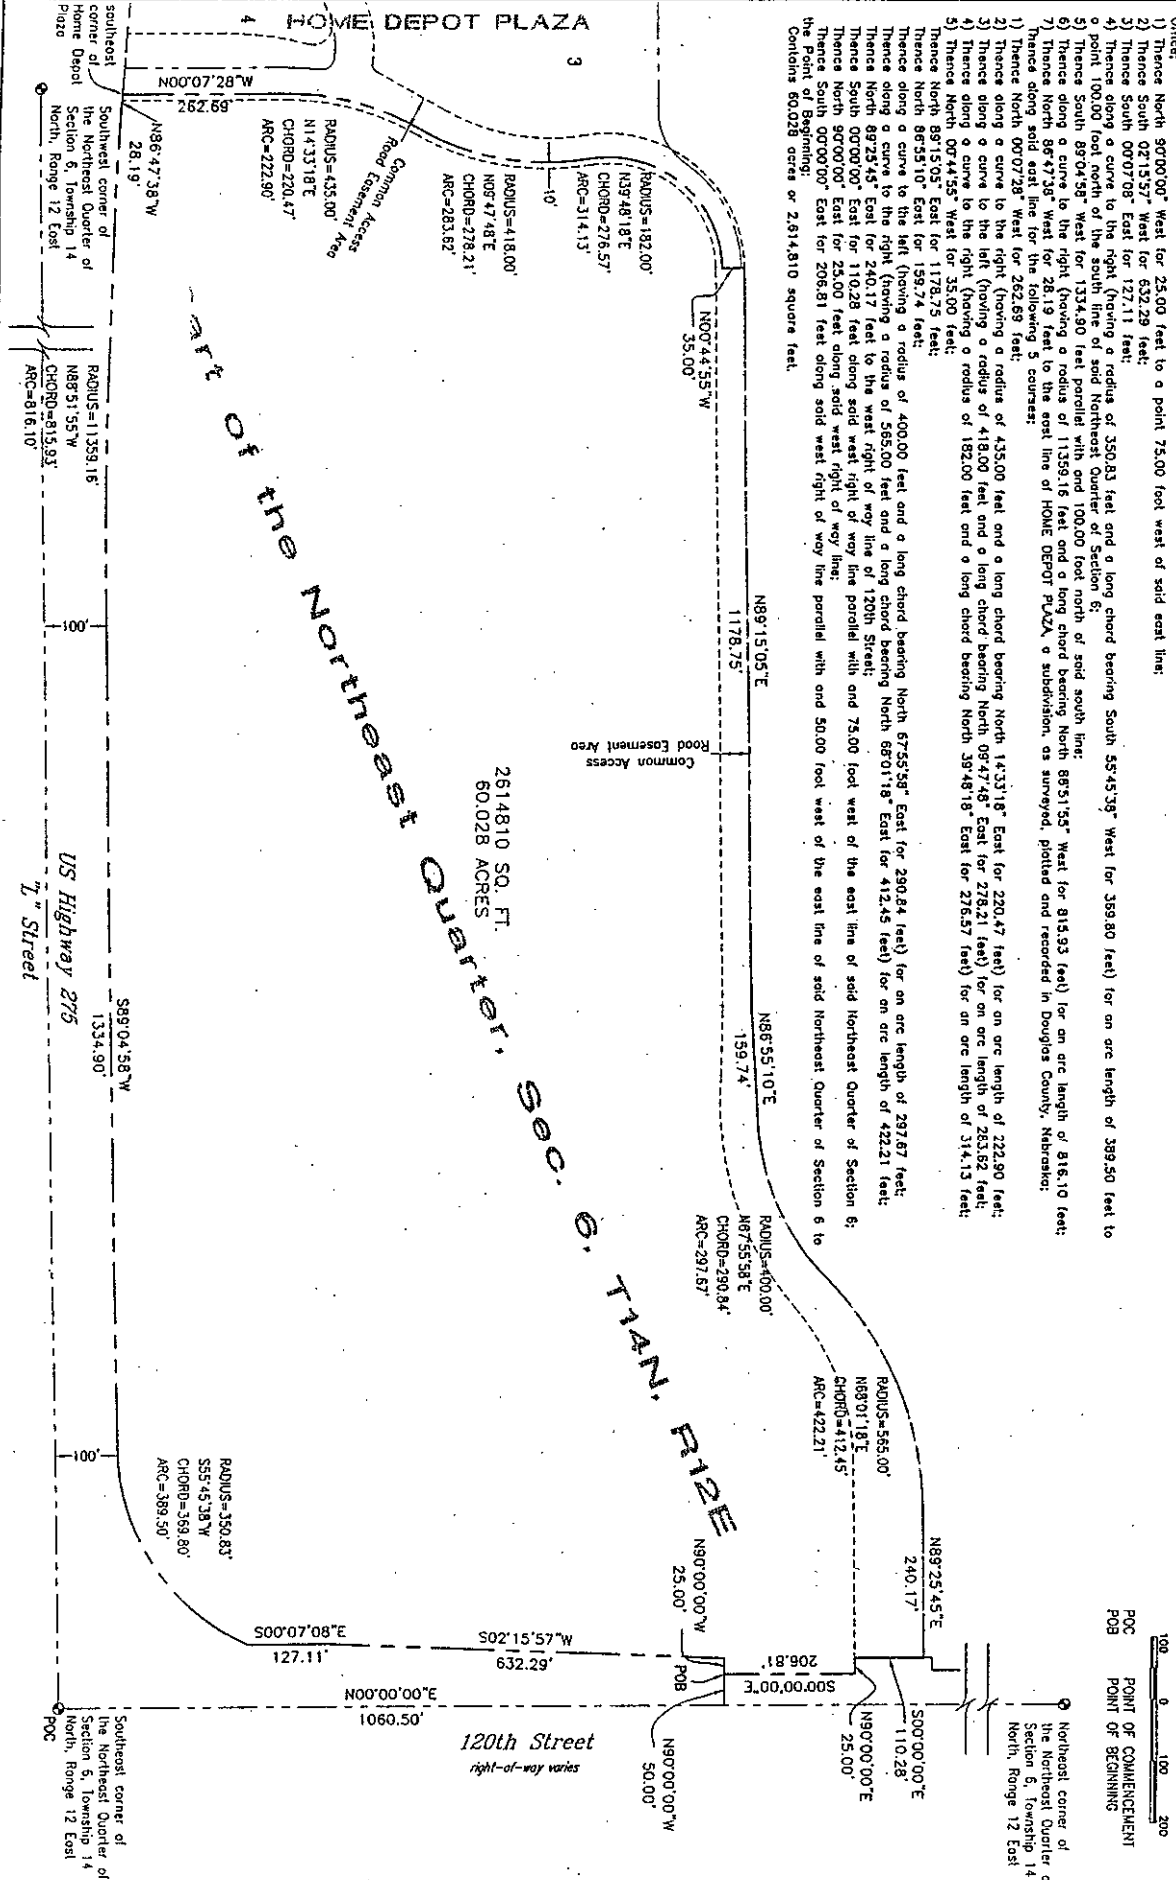 1) Thence North 90°00'00" West for 25.00 feet to a point 75.00 foot west of said east line;
2) Thence South 02°15'57" West for 632.29 feet;
3) Thence South 00°07'08" East for 127.11 feet;
4) Thence along a curve to the right (having a radius of 350.83 feet and a long chord bearing South 55°45'38" West for 369.80 feet) for an arc length of 389.50 feet to
a point 100.00 foot north of the south line of said Northeast Quarter of Section 6;
5) Thence South 89°04'58" West for 1334.90 feet parallel with and 100.00 foot north of said south line;
6) Thence along a curve to the right (having a radius of 11359.16 feet and a long chord bearing North 88°51'55" West for 815.93 feet) for an arc length of 816.10 feet;
7) Thence North 86°47'38" West for 28.19 feet to the east line of HOME DEPOT PLAZA, a subdivision, as surveyed, platted and recorded in Douglas County, Nebraska;
Thence along said east line for the following 5 courses;
1) Thence North 00°07'28" West for 262.69 feet;
2) Thence along a curve to the right (having a radius of 435.00 feet and a long chord bearing North 14°33'18" East for 220.47 feet) for an arc length of 222.90 feet;
3) Thence along a curve to the left (having a radius of 418.00 feet and a long chord bearing North 09°47'48" East for 278.21 feet) for an arc length of 283.62 feet;
4) Thence along a curve to the right (having a radius of 182.00 feet and a long chord bearing North 39°48'18" East for 276.57 feet) for an arc length of 314.13 feet;
5) Thence North 00°44'55" West for 35.00 feet;
Thence North 89°15'05" East for 1178.75 feet;
Thence North 86°55'10" East for 159.74 feet;
Thence along a curve to the left (having a radius of 400.00 feet and a long chord bearing North 67°55'58" East for 290.84 feet) for an arc length of 297.67 feet;
Thence along a curve to the right (having a radius of 565.00 feet and a long chord bearing North 68°01'18" East for 412.45 feet) for an arc length of 422.21 feet;
Thence North 89°25'45" East for 240.17 feet to the west right of way line of 120th Street;
Thence South 00°00'00" East for 110.28 feet along said west right of way line parallel with and 75.00 foot west of the east line of said Northeast Quarter of Section 6;
Thence North 90°00'00" East for 25.00 feet along said west right of way line;
Thence South 00°00'00" East for 206.81 feet along said west right of way line parallel with and 50.00 foot west of the east line of said Northeast Quarter of Section 6 to
the Point of Beginning;
Contains 60.028 acres or 2,614,810 square feet.
100 0 100 200
POC POINT OF COMMENCEMENT
POB POINT OF BEGINNING
Northeast corner of
the Northeast Quarter
Section 6, Township 14
North, Range 12 East
HOME DEPOT PLAZA
4
3
N00°07'28"W
262.69
RADIUS=435.00'
N14°33'18"E
CHORD=220.47'
ARC=222.90'
Common Access
Road Easement Area
RADIUS=418.00'
N09°47'48"E
CHORD=278.21'
ARC=283.62'
10'
RADIUS=182.00'
N39°48'18"E
CHORD=276.57'
ARC=314.13'
N00°44'55"W
35.00'
N89°15'05"E
1178.75'
Common Access
Road Easement Area
N86°55'10"E
159.74'
RADIUS=400.00'
N67°55'58"E
CHORD=290.84'
ARC=297.67'
RADIUS=565.00'
N68°01'18"E
CHORD=412.45'
ARC=422.21'
N89°25'45"E
240.17'
S00°00'00"E
110.28'
N90°00'00"E
25.00'
S00°00'00"E
206.81'
N90°00'00"W
25.00'
POB
N90°00'00"W
50.00'
art of the Northeast Quarter, Sec. 6, T14N, R12E
2614810 SQ. FT.
60.028 ACRES
S02°15'57"W
632.29'
S00°07'08"E
127.11'
N00°00'00"E
1060.50'
120th Street
right-of-way varies
RADIUS=350.83'
S55°45'38"W
CHORD=369.80'
ARC=389.50'
100'
S89°04'58"W
1334.90'
US Highway 275
"L" Street
100'
RADIUS=11359.16'
N88°51'55"W
CHORD=815.93'
ARC=816.10'
N86°47'38"W
28.19'
southeast
corner of
Home Depot
Plaza
Southwest corner of
the Northeast Quarter of
Section 6, Township 14
North, Range 12 East
Southeast corner of
the Northeast Quarter of
Section 6, Township 14
North, Range 12 East
POC